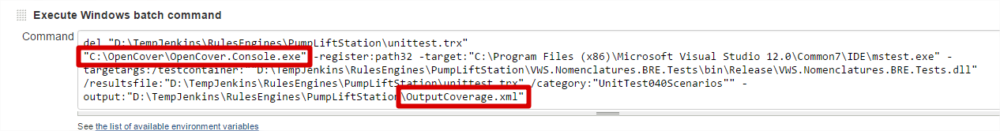 Execute Windows batch command
Command
del "D:\TempJenkins\RulesEngines\PumpLiftStation\unittest.trx"
"C:\OpenCover\OpenCover.Console.exe" -register:path32 -target:"C:\Program Files (x86)\Microsoft Visual Studio 12.0\Common7\IDE\mstest.exe" -
targetargs:/testcontainer:""D:\TempJenkins\RulesEngines\PumpLiftStation\VWS.Nomenclatures.BRE.Tests\bin\Release\VWS.Nomenclatures.BRE.Tests.dll"
/resultsfile:"D:\TempJenkins\RulesEngines\PumpLiftStation\unittest.trx" /category:"UnitTest040Scenarios"" -
output:"D:\TempJenkins\RulesEngines\PumpLiftStation\OutputCoverage.xml"
See the list of available environment variables